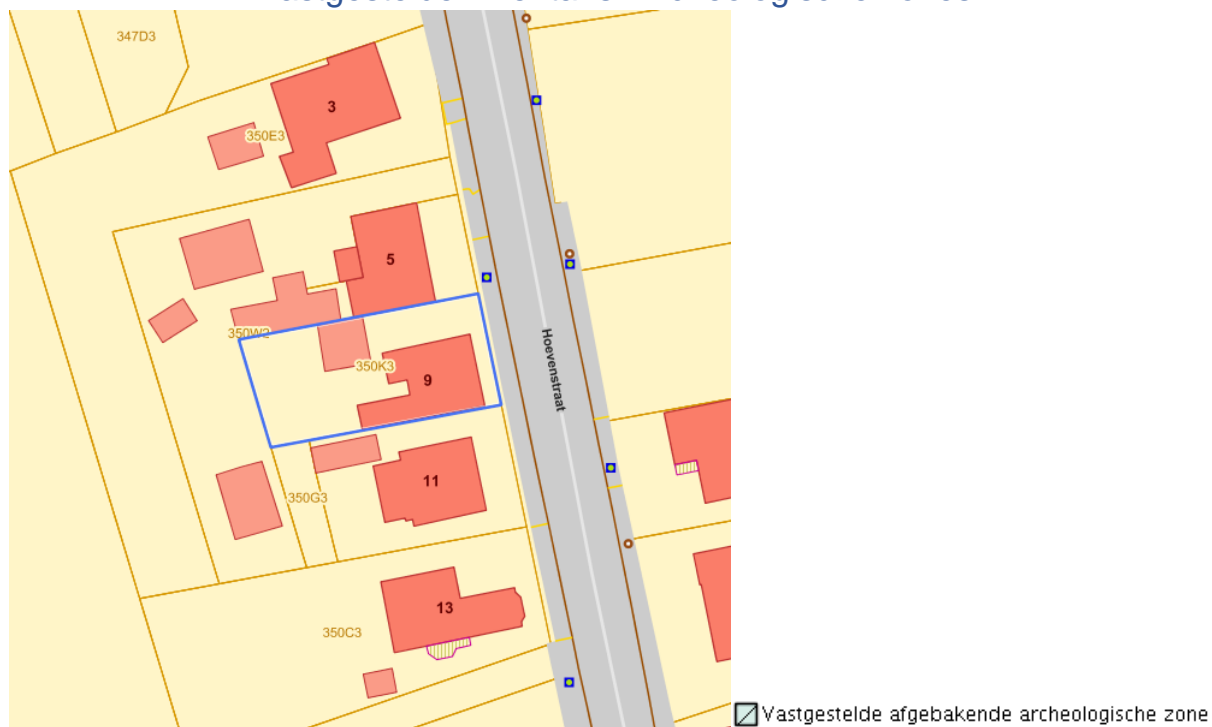 347D3
3
350E3
5
350W2
350K3
9
Hoevenstraat
11
350G3
13
350C3
Vastgestelde afgebakende archeologische zone